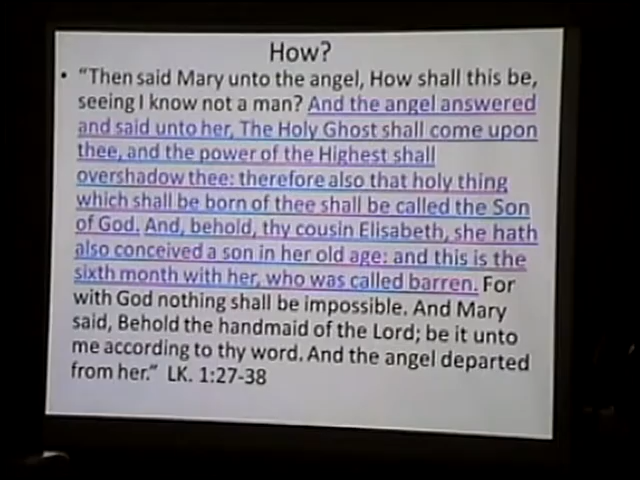 How?
• “Then said Mary unto the angel, How shall this be,
seeing I know not a man? And the angel answered
and said unto her, The Holy Ghost shall come upon
thee, and the power of the Highest shall
overshadow thee: therefore also that holy thing
which shall be born of thee shall be called the Son
of God. And, behold, thy cousin Elisabeth, she hath
also conceived a son in her old age: and this is the
sixth month with her, who was called barren. For
with God nothing shall be impossible. And Mary
said, Behold the handmaid of the Lord; be it unto
me according to thy word. And the angel departed
from her.” LK. 1:27-38